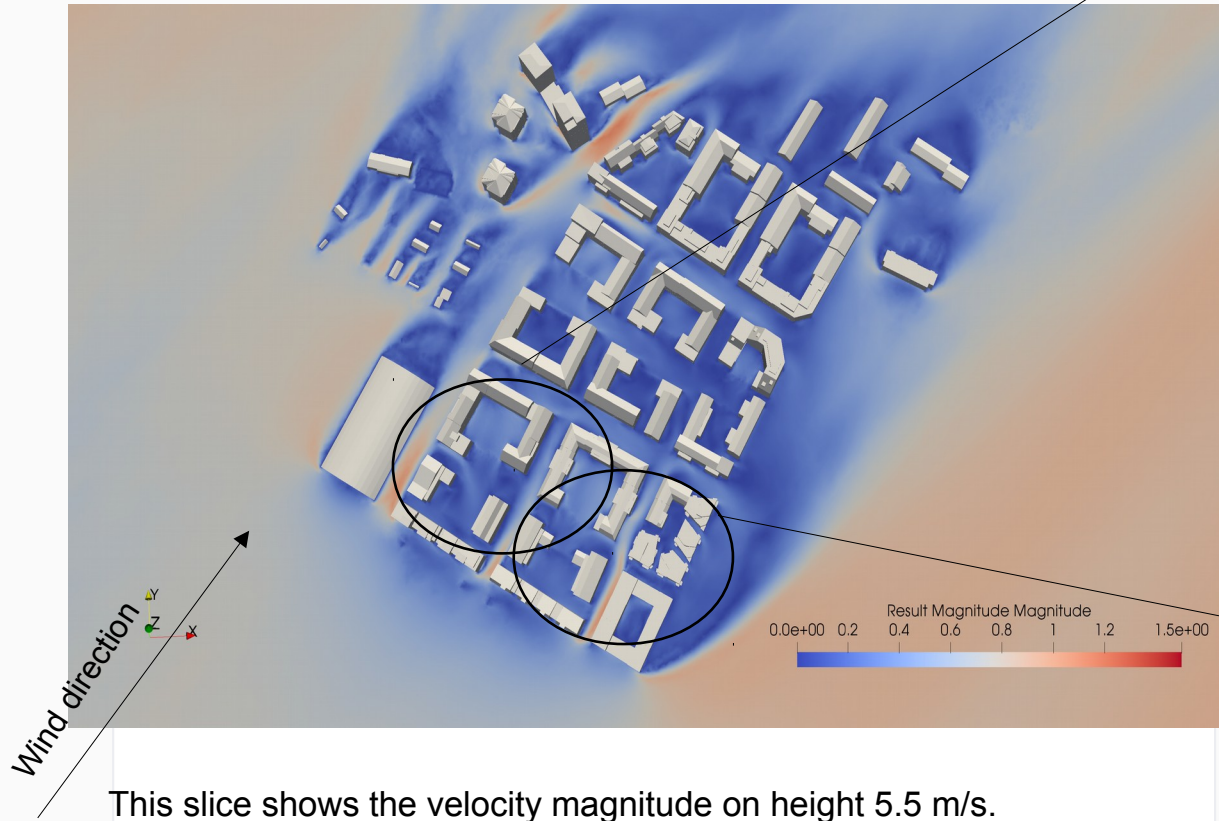 Result Magnitude Magnitude
0.0e+00 0.2 0.4 0.6 0.8 1 1.2 1.5e+00
Y
Z
X
Wind direction
This slice shows the velocity magnitude on height 5.5 m/s.